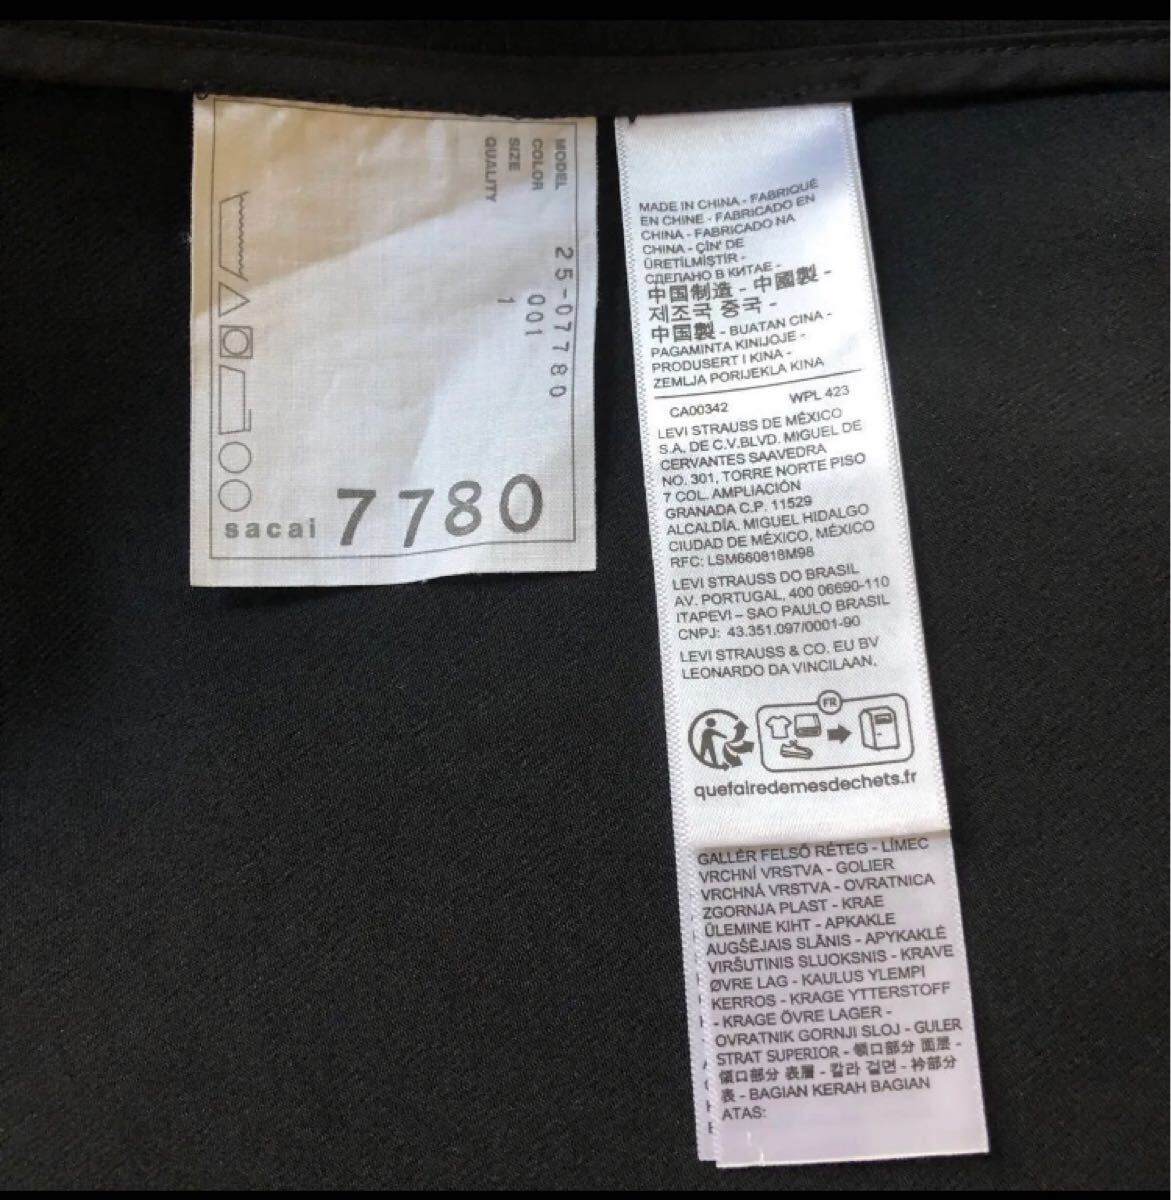 MODEL 25-07780
COLOR 001
SIZE 1
QUALITY
sacai 7780
MADE IN CHINA - FABRIQUÉ
EN CHINE - FABRICADO EN
CHINA - FABRICADO NA
CHINA - ÇİN' DE
ÜRETİLMİŞTİR -
СДЕЛАНО В КИТАЕ -
中国制造 - 中國製 -
제조국 중국 -
中国製 - BUATAN CINA -
PAGAMINTA KINIJOJE -
PRODUSERT I KINA -
ZEMLJA PORIJEKLA KINA
CA00342 WPL 423
LEVI STRAUSS DE MÉXICO
S.A. DE C.V.BLVD. MIGUEL DE
CERVANTES SAAVEDRA
NO. 301, TORRE NORTE PISO
7 COL. AMPLIACIÓN
GRANADA C.P. 11529
ALCALDÍA. MIGUEL HIDALGO
CIUDAD DE MÉXICO, MÉXICO
RFC: LSM660818M98
LEVI STRAUSS DO BRASIL
AV. PORTUGAL, 400 06690-110
ITAPEVI – SAO PAULO BRASIL
CNPJ: 43.351.097/0001-90
LEVI STRAUSS & CO. EU BV
LEONARDO DA VINCILAAN,
FR
quefairedemesdechets.fr
GALLÉR FELSŐ RÉTEG - LÍMEC
VRCHNÍ VRSTVA - GOLIER
VRCHNÁ VRSTVA - OVRATNICA
ZGORNJA PLAST - KRAE
ÜLEMINE KIHT - APKAKLE
AUGŠĒJAIS SLĀNIS - APYKAKLĖ
VIRŠUTINIS SLUOKSNIS - KRAVE
ØVRE LAG - KAULUS YLEMPI
KERROS - KRAGE YTTERSTOFF
- KRAGE ÖVRE LAGER -
OVRATNIK GORNJI SLOJ - GULER
STRAT SUPERIOR - 领口部分 面层 -
領口部分 表層 - 칼라 겉면 - 衿部分
表 - BAGIAN KERAH BAGIAN
ATAS: